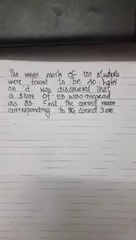 The mean marks of 100 students
were found to be 40. Later
on it was discovered that
a score of 53 was misread
as 83. Find the correct mean
corresponding to the correct score